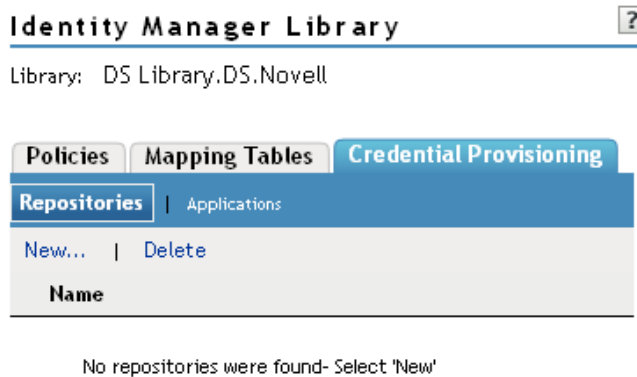 Identity Manager Library
?
Library: DS Library.DS.Novell
Policies Mapping Tables Credential Provisioning
Repositories | Applications
New... | Delete
Name
No repositories were found- Select 'New'